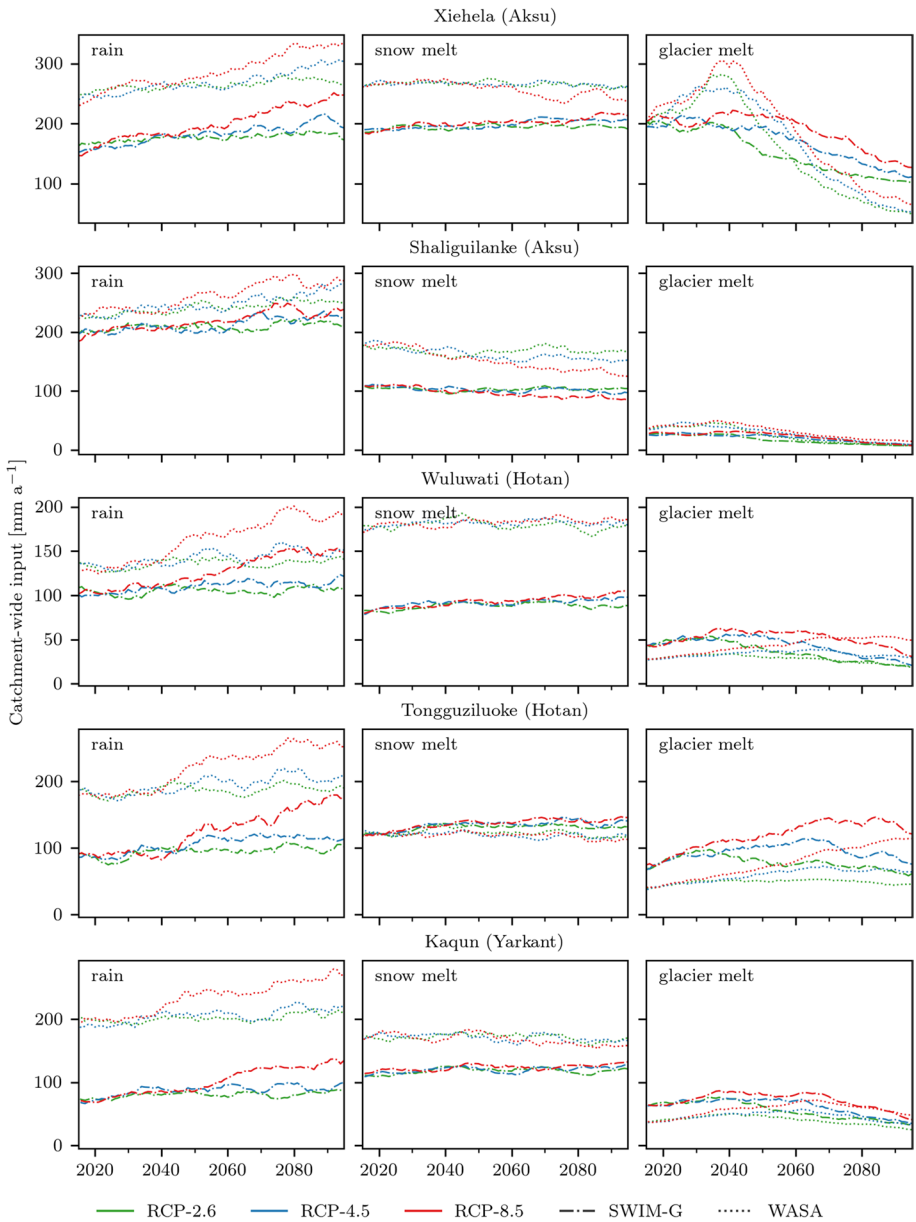 Xiehela (Aksu)
rain
snow melt
glacier melt
300
200
100
Shaliguilanke (Aksu)
rain
snow melt
glacier melt
300
200
100
0
Wuluwati (Hotan)
rain
snow melt
glacier melt
200
150
100
50
0
Catchment-wide input [mm a⁻¹]
Tongguziluoke (Hotan)
rain
snow melt
glacier melt
200
100
0
Kaqun (Yarkant)
rain
snow melt
glacier melt
200
100
0
2020 2040 2060 2080 2020 2040 2060 2080 2020 2040 2060 2080
RCP-2.6 RCP-4.5 RCP-8.5 SWIM-G WASA